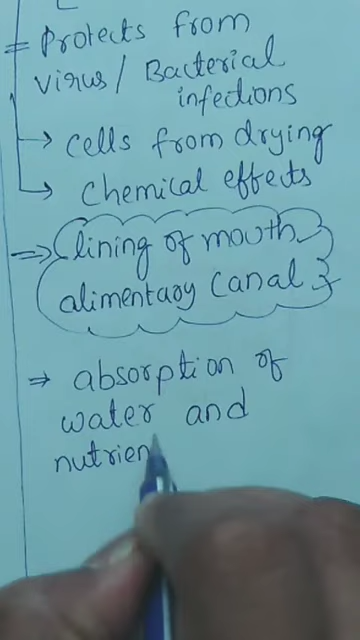 = Protects from
virus/ Bacterial
infections
→ cells from drying
→ chemical effects
⇒ lining of mouth
alimentary canal
⇒ absorption of
water and
nutrien